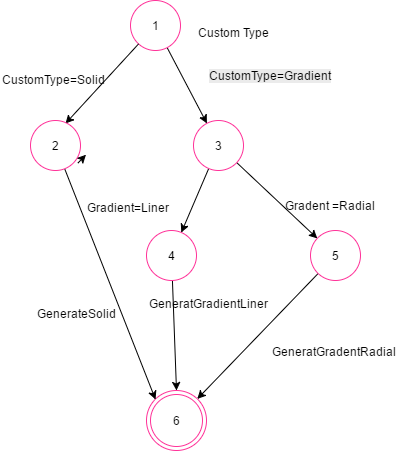 1
Custom Type
CustomType=Solid
CustomType=Gradient
2
3
Gradient=Liner
Gradent =Radial
4
5
GeneratGradientLiner
GenerateSolid
GeneratGradentRadial
6